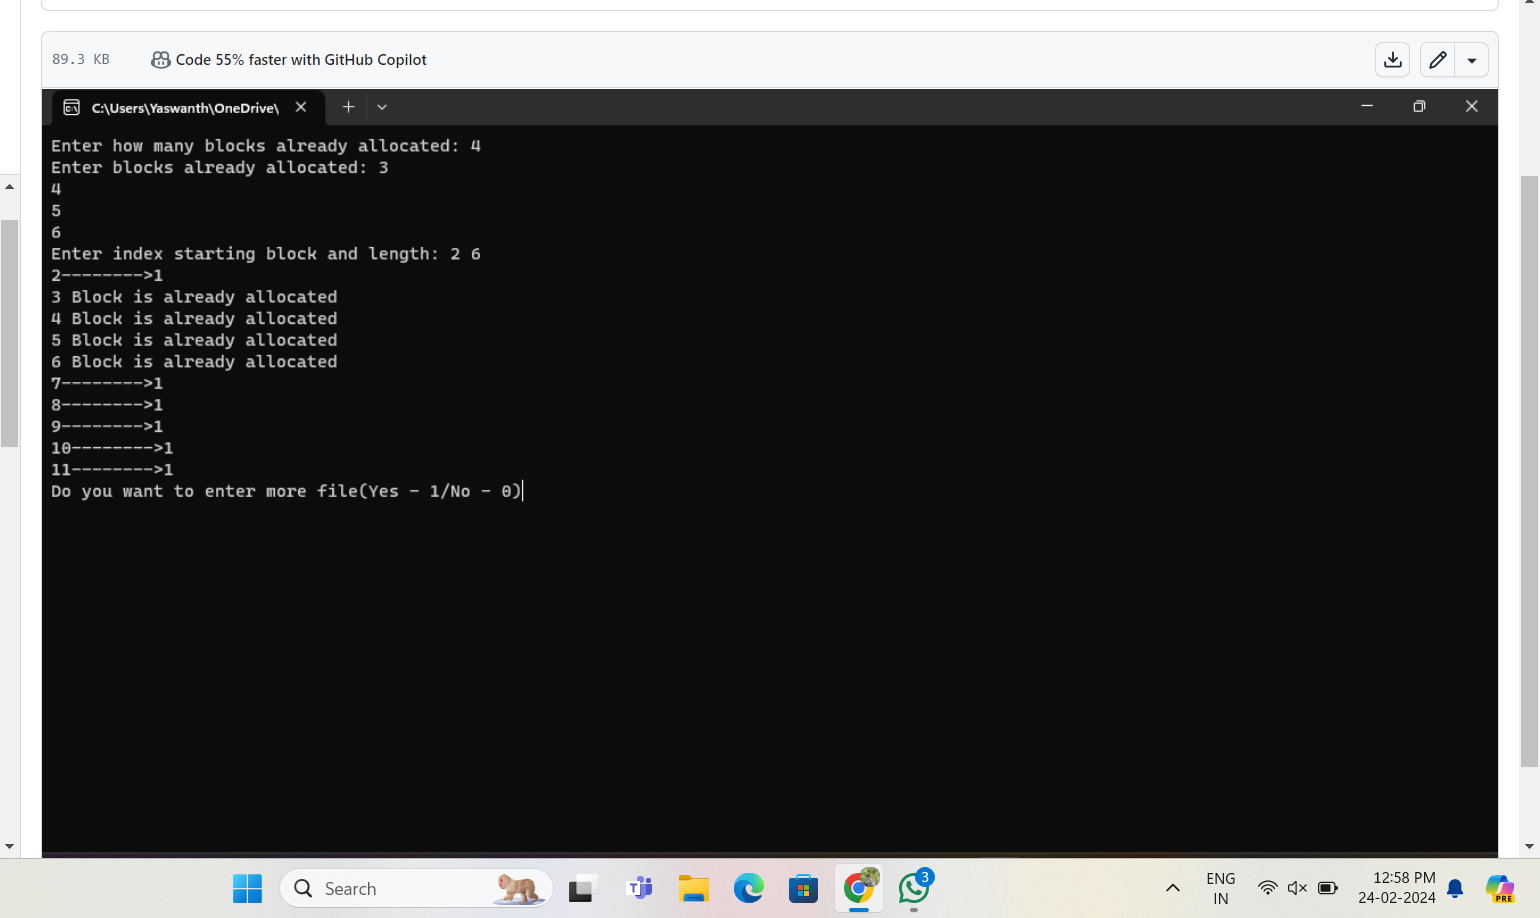 89.3 KB
Code 55% faster with GitHub Copilot
C:\Users\Yaswanth\OneDrive\
Enter how many blocks already allocated: 4
Enter blocks already allocated: 3
4
5
6
Enter index starting block and length: 2 6
2-------->1
3 Block is already allocated
4 Block is already allocated
5 Block is already allocated
6 Block is already allocated
7-------->1
8-------->1
9-------->1
10-------->1
11-------->1
Do you want to enter more file(Yes - 1/No - 0)
Search
3
ENG
IN
12:58 PM
24-02-2024
PRE